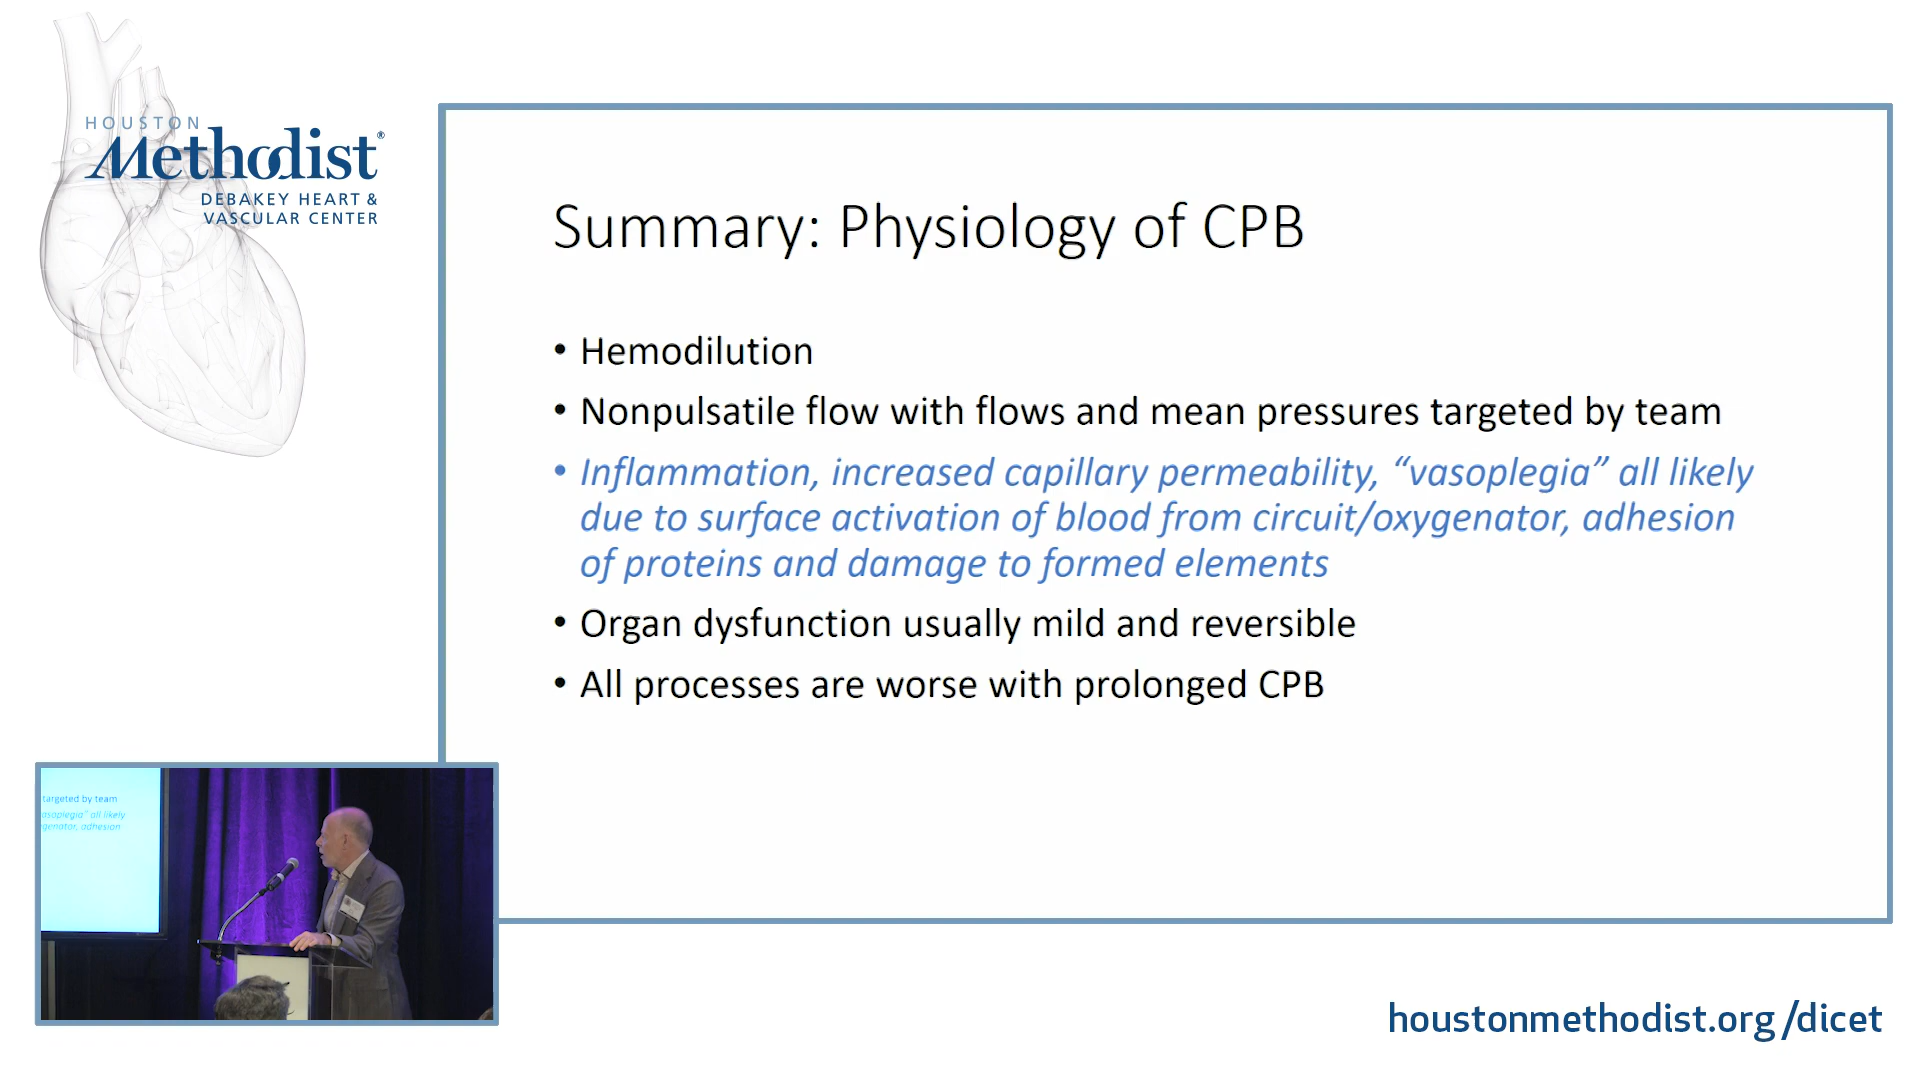 HOUSTON
Methodist®
DEBAKEY HEART &
VASCULAR CENTER
Summary: Physiology of CPB
• Hemodilution
• Nonpulsatile flow with flows and mean pressures targeted by team
• Inflammation, increased capillary permeability, “vasoplegia” all likely
due to surface activation of blood from circuit/oxygenator, adhesion
of proteins and damage to formed elements
• Organ dysfunction usually mild and reversible
• All processes are worse with prolonged CPB
targeted by team
asoplegia” all likely
genator, adhesion
houstonmethodist.org/dicet